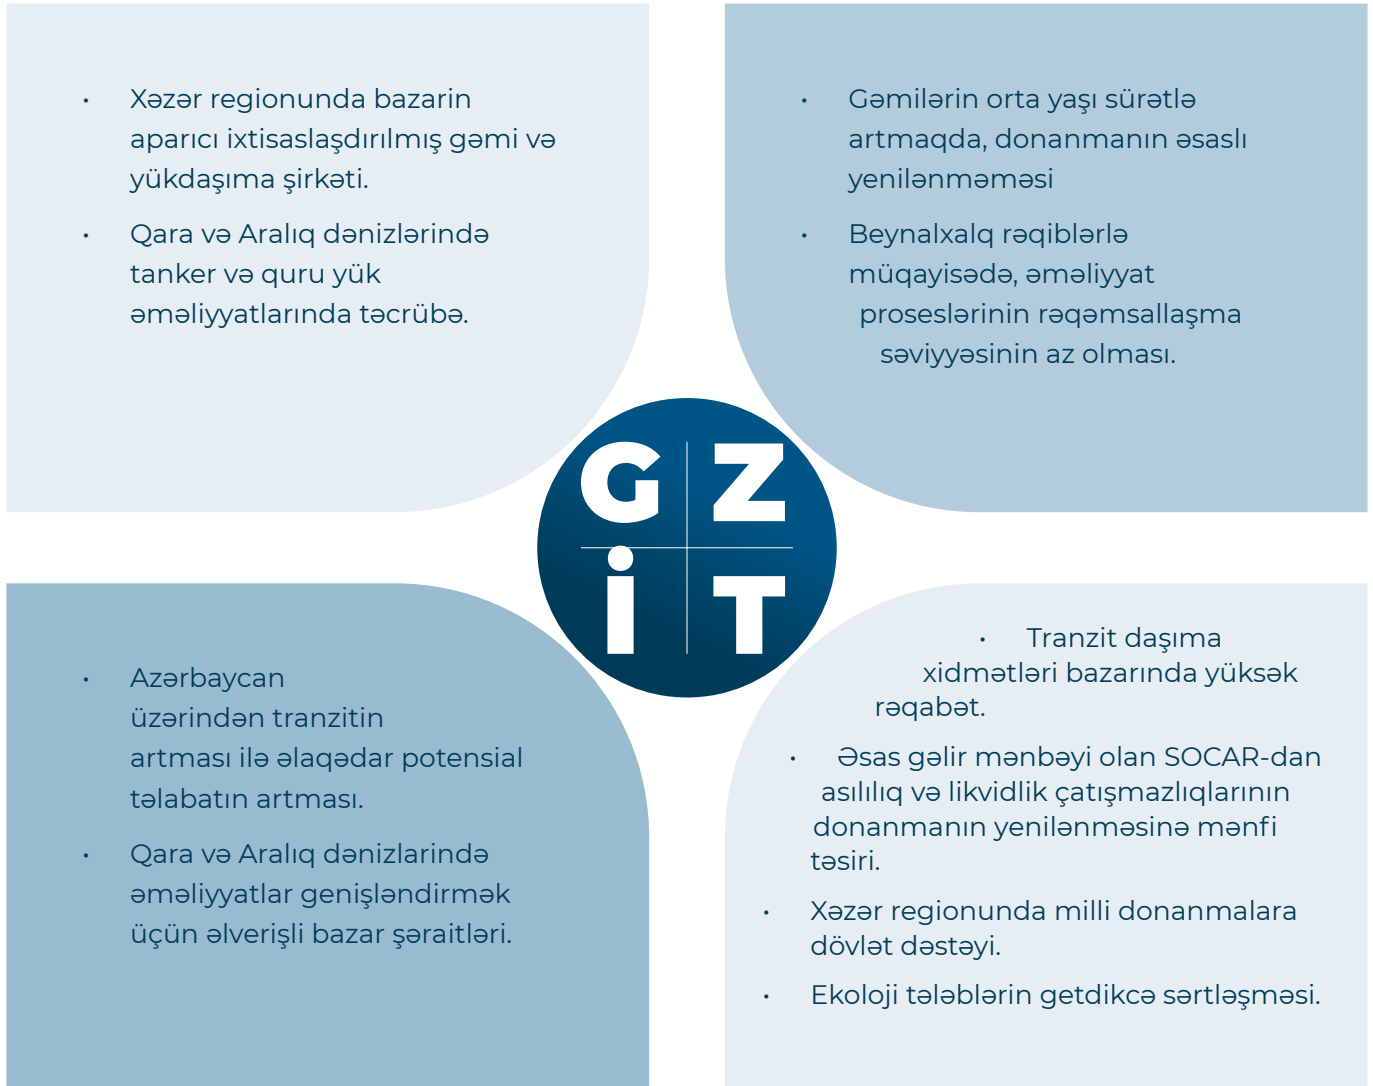 • Xəzər regionunda bazarin
aparıcı ixtisaslaşdırılmış gəmi və
yükdaşıma şirkəti.
• Qara və Aralıq dənizlərində
tanker və quru yük
əməliyyatlarında təcrübə.
• Gəmilərin orta yaşı sürətlə
artmaqda, donanmanın əsaslı
yenilənməməsi
• Beynalxalq rəqiblərlə
müqayisədə, əməliyyat
proseslərinin rəqəmsallaşma
səviyyəsinin az olması.
G Z
İ T
• Azərbaycan
üzərindən tranzitin
artması ilə əlaqədar potensial
təlabatın artması.
• Qara və Aralıq dənizlarində
əməliyyatlar genişləndirmək
üçün əlverişli bazar şəraitləri.
• Tranzit daşıma
xidmətləri bazarında yüksək
rəqabət.
• Əsas gəlir mənbəyi olan SOCAR-dan
asılılıq və likvidlik çatışmazlıqlarının
donanmanın yenilənməsinə mənfi
təsiri.
• Xəzər regionunda milli donanmalara
dövlət dəstəyi.
• Ekoloji tələblərin getdikcə sərtləşməsi.